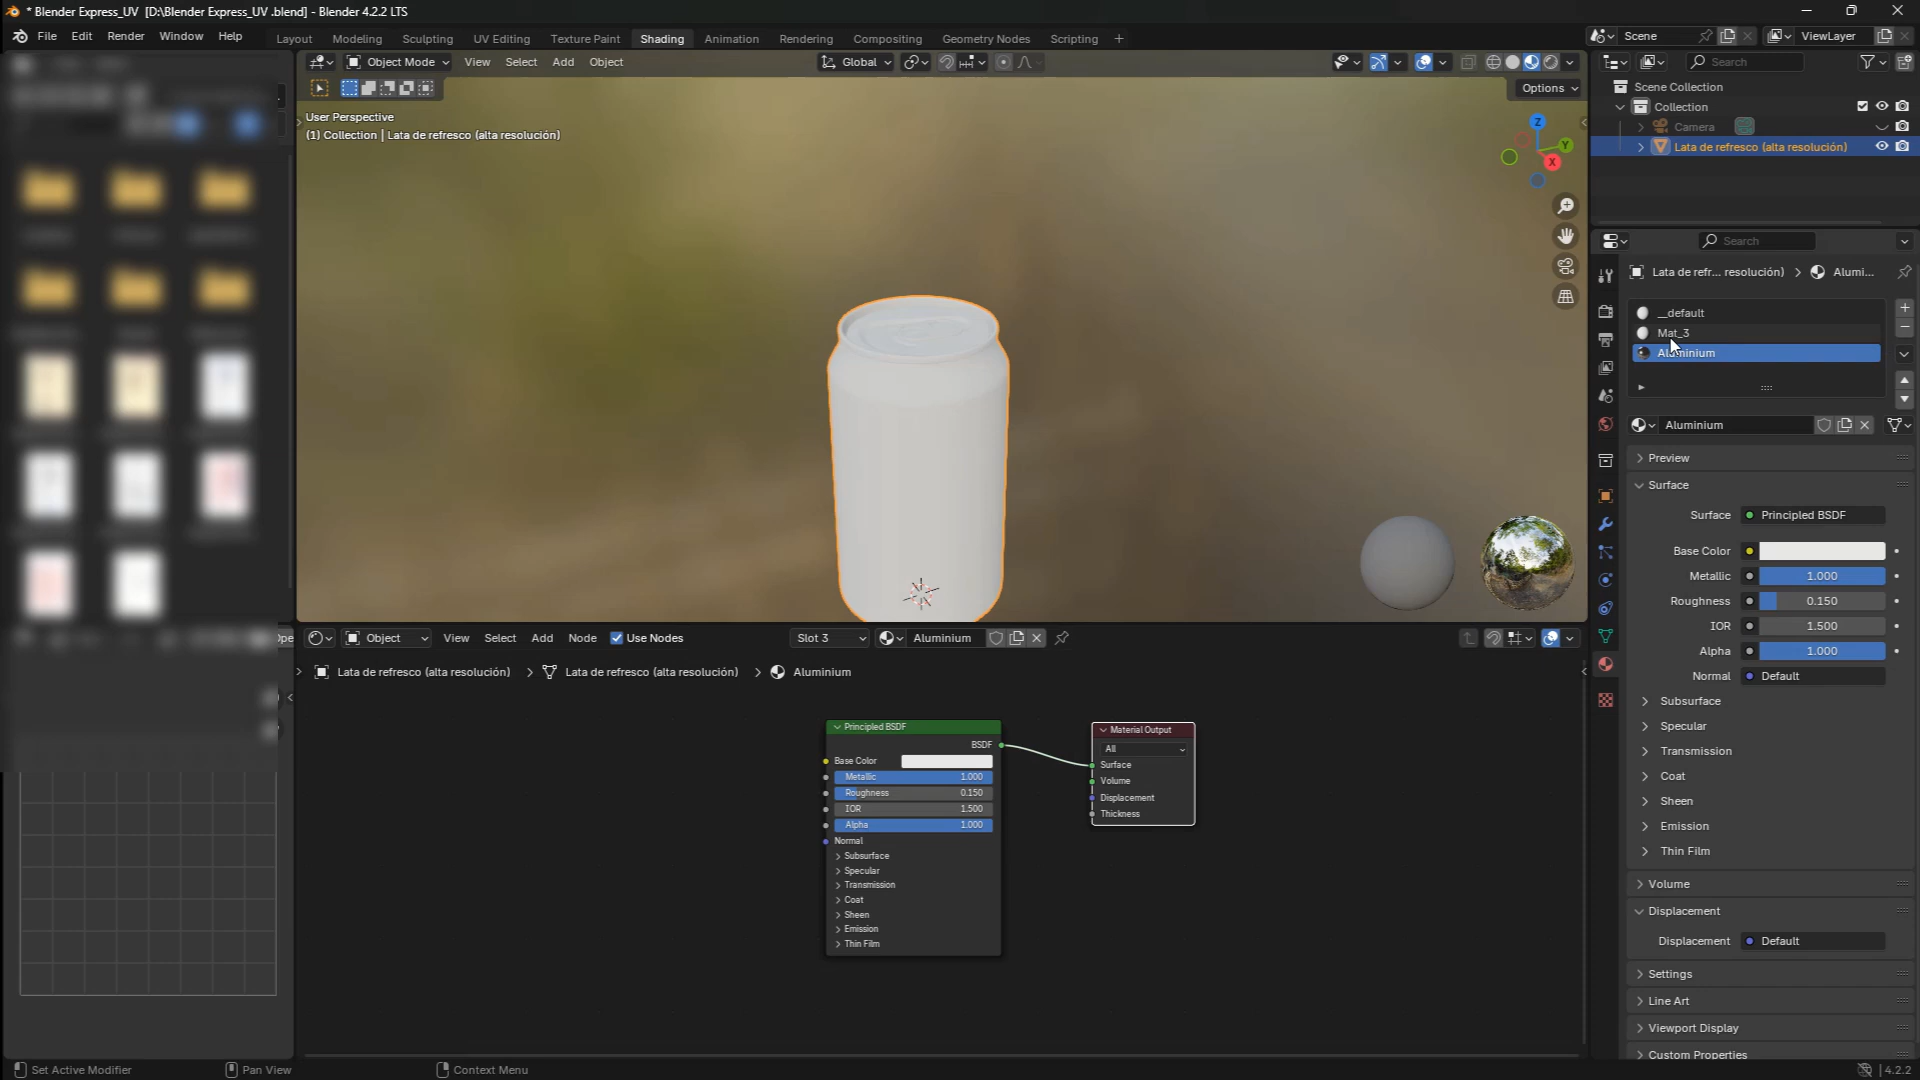 * Blender Express_UV [D:\Blender Express_UV .blend] - Blender 4.2.2 LTS
File Edit Render Window Help
Layout Modeling Sculpting UV Editing Texture Paint Shading Animation Rendering Compositing Geometry Nodes Scripting +
Scene
ViewLayer
Object Mode View Select Add Object
Global
Search
Options
User Perspective
(1) Collection | Lata de refresco (alta resolución)
Z
Y
X
Scene Collection
Collection
Camera
Lata de refresco (alta resolución)
Search
Lata de refr... resolución) > Alumi...
__default
Mat_3
Aluminium
Aluminium
Preview
Surface
Surface Principled BSDF
Base Color
Metallic 1.000
Roughness 0.150
IOR 1.500
Alpha 1.000
Normal Default
Subsurface
Specular
Transmission
Coat
Sheen
Emission
Thin Film
Volume
Displacement
Displacement Default
Settings
Line Art
Viewport Display
Custom Properties
Object View Select Add Node Use Nodes Slot 3 Aluminium
Lata de refresco (alta resolución) > Lata de refresco (alta resolución) > Aluminium
Principled BSDF
BSDF
Base Color
Metallic 1.000
Roughness 0.150
IOR 1.500
Alpha 1.000
Normal
Subsurface
Specular
Transmission
Coat
Sheen
Emission
Thin Film
Material Output
All
Surface
Volume
Displacement
Thickness
Set Active Modifier
Pan View
Context Menu
4.2.2